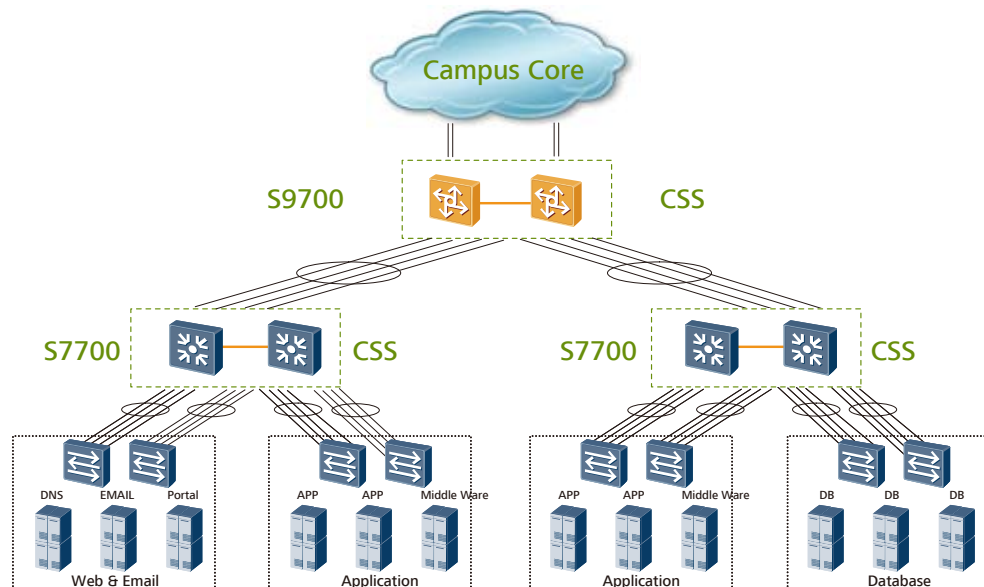 Campus Core
S9700
CSS
S7700
CSS
S7700
CSS
DNS
EMAIL
Portal
APP
APP
Middle Ware
APP
APP
Middle Ware
DB
DB
DB
Web & Email
Application
Application
Database